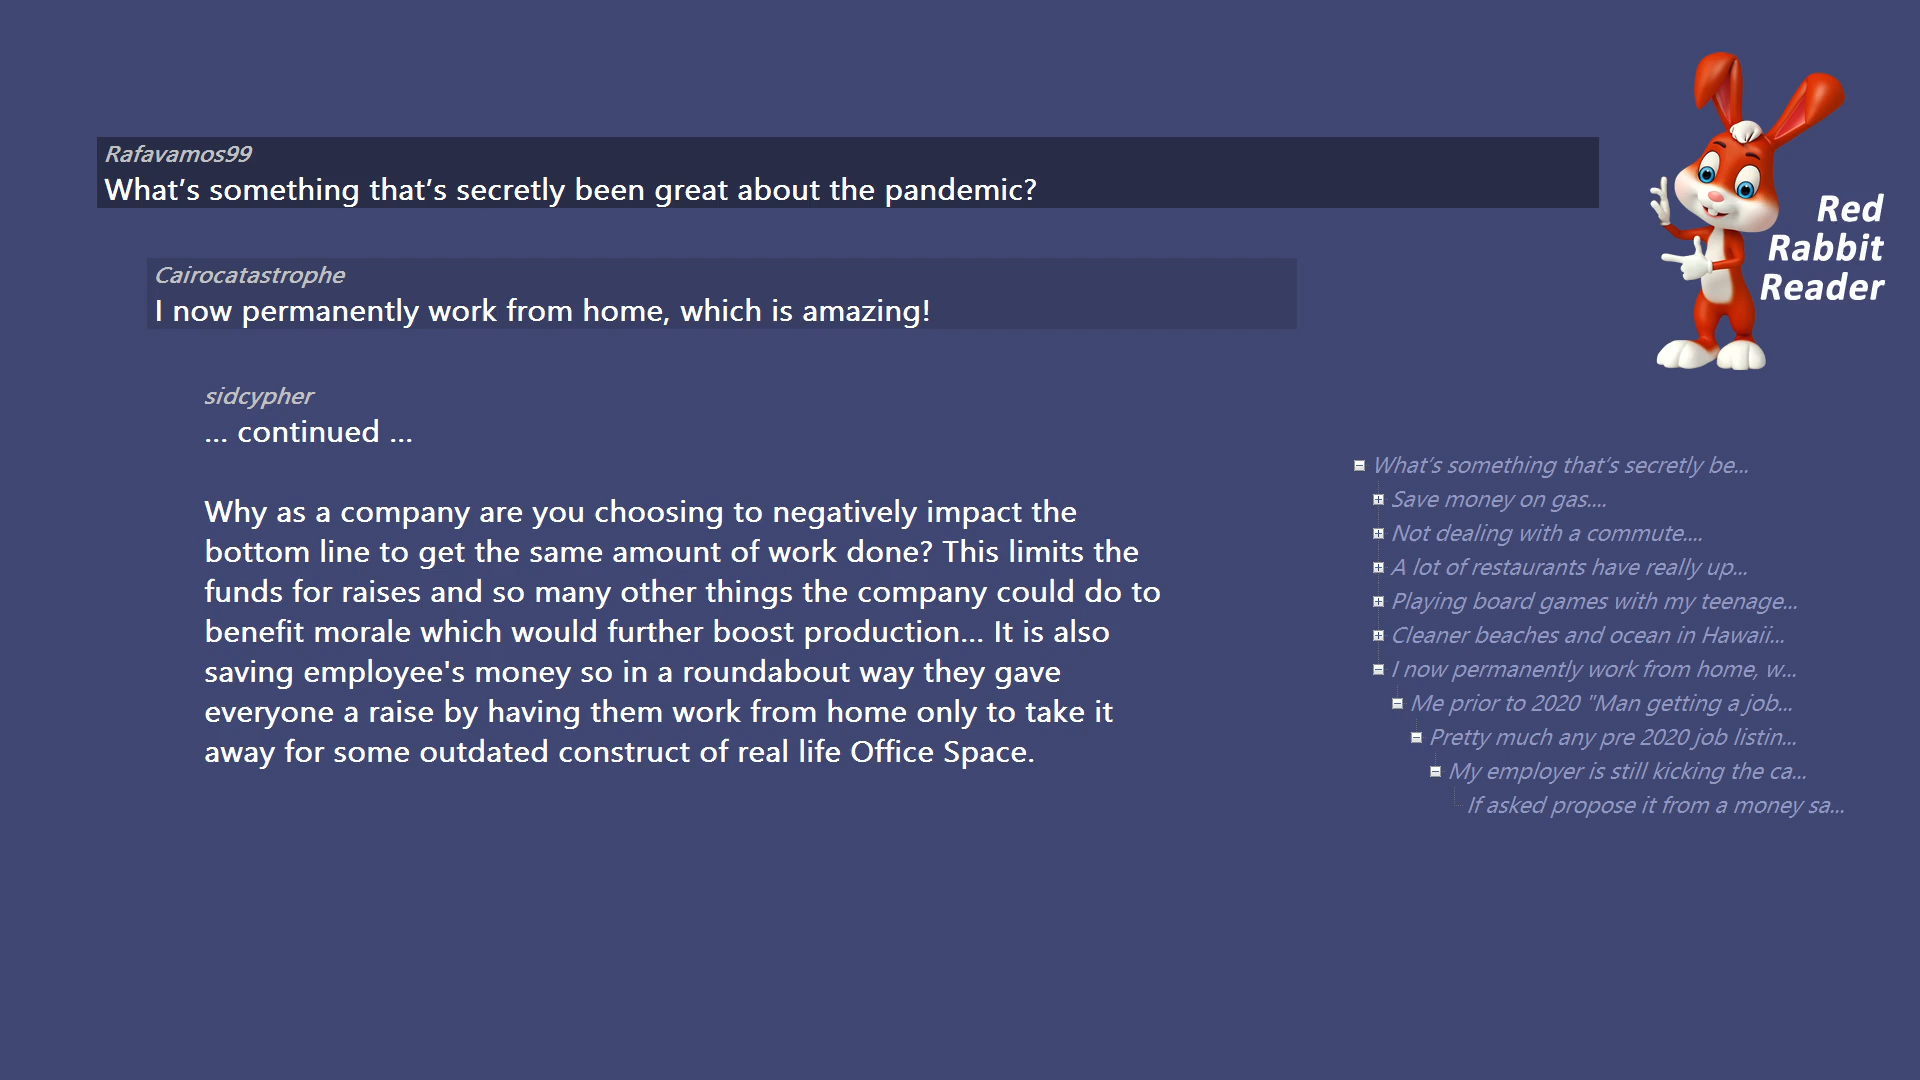 Rafavamos99
What’s something that’s secretly been great about the pandemic?
Cairocatastrophe
I now permanently work from home, which is amazing!
sidcypher
... continued ...
Why as a company are you choosing to negatively impact the
bottom line to get the same amount of work done? This limits the
funds for raises and so many other things the company could do to
benefit morale which would further boost production... It is also
saving employee's money so in a roundabout way they gave
everyone a raise by having them work from home only to take it
away for some outdated construct of real life Office Space.
Red
Rabbit
Reader
What’s something that’s secretly be...
Save money on gas....
Not dealing with a commute....
A lot of restaurants have really up...
Playing board games with my teenage...
Cleaner beaches and ocean in Hawaii...
I now permanently work from home, w...
Me prior to 2020 "Man getting a job...
Pretty much any pre 2020 job listin...
My employer is still kicking the ca...
If asked propose it from a money sa...